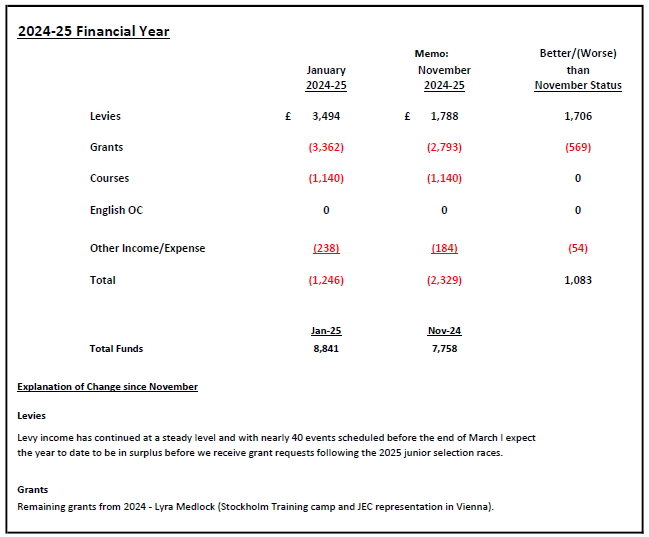 2024-25 Financial Year
Memo: Better/(Worse)
January November than
2024-25 2024-25 November Status
Levies £ 3,494 £ 1,788 1,706
Grants (3,362) (2,793) (569)
Courses (1,140) (1,140) 0
English OC 0 0 0
Other Income/Expense (238) (184) (54)
Total (1,246) (2,329) 1,083
Jan-25 Nov-24
Total Funds 8,841 7,758
Explanation of Change since November
Levies
Levy income has continued at a steady level and with nearly 40 events scheduled before the end of March I expect
the year to date to be in surplus before we receive grant requests following the 2025 junior selection races.
Grants
Remaining grants from 2024 - Lyra Medlock (Stockholm Training camp and JEC representation in Vienna).